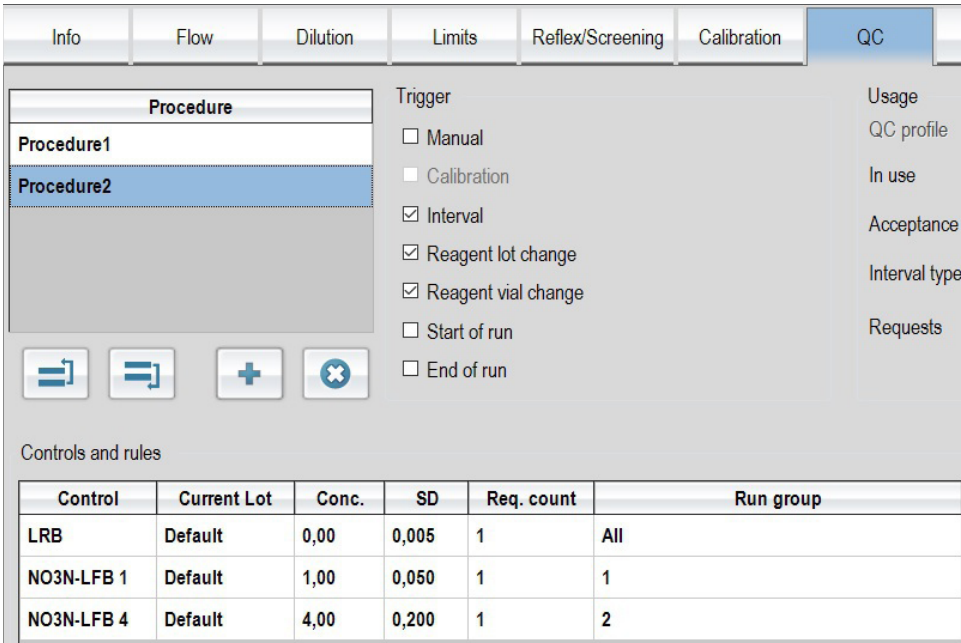 Info Flow Dilution Limits Reflex/Screening Calibration QC
Procedure
Procedure1
Procedure2
Trigger
Manual
Calibration
Interval
Reagent lot change
Reagent vial change
Start of run
End of run
Usage
QC profile
In use
Acceptance
Interval type
Requests
Controls and rules
Control Current Lot Conc. SD Req. count Run group
LRB Default 0,00 0,005 1 All
NO3N-LFB 1 Default 1,00 0,050 1 1
NO3N-LFB 4 Default 4,00 0,200 1 2